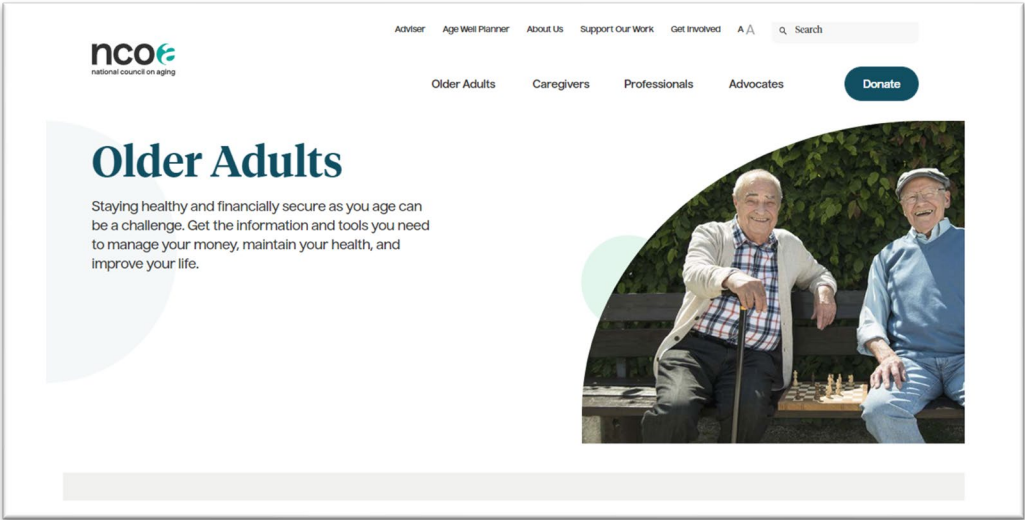 Adviser Age Well Planner About Us Support Our Work Get Involved A A Search
ncoa
national council on aging
Older Adults Caregivers Professionals Advocates Donate
Older Adults
Staying healthy and financially secure as you age can
be a challenge. Get the information and tools you need
to manage your money, maintain your health, and
improve your life.